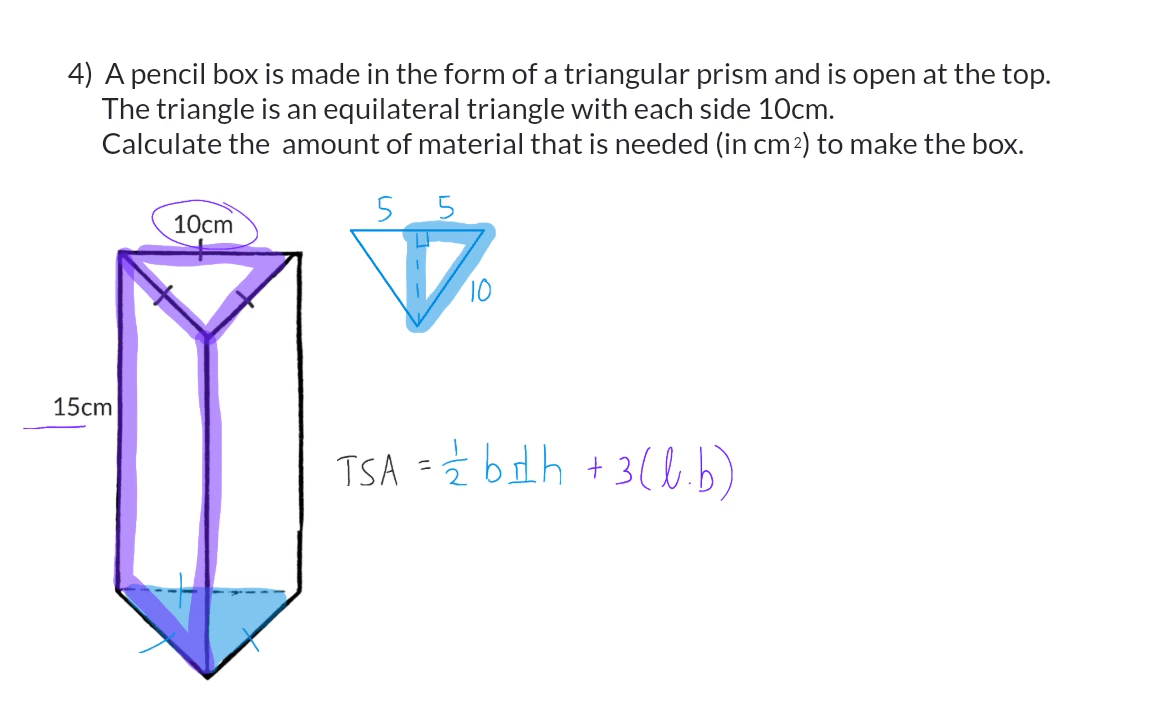 4) A pencil box is made in the form of a triangular prism and is open at the top.
The triangle is an equilateral triangle with each side 10cm.
Calculate the amount of material that is needed (in cm²) to make the box.
5 5
10cm
10
15cm
TSA = ½ b⊥h + 3(l.b)